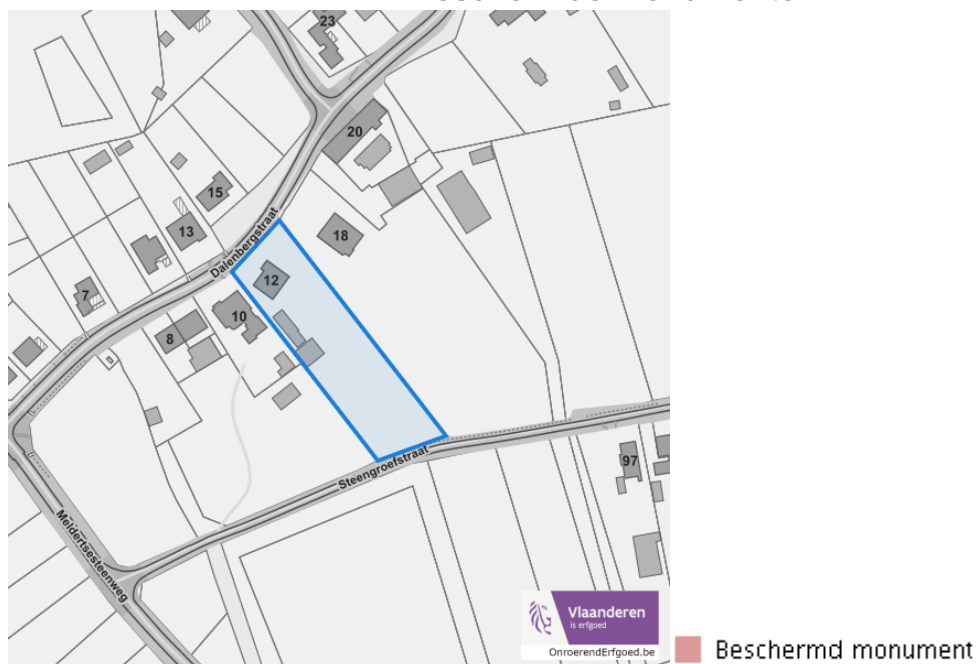 23
20
15
13
18
Dalenbergstraat
12
7
10
8
Steengroefstraat
97
Meldertsesteenweg
Vlaanderen
is erfgoed
OnroerendErfgoed.be
Beschermd monument